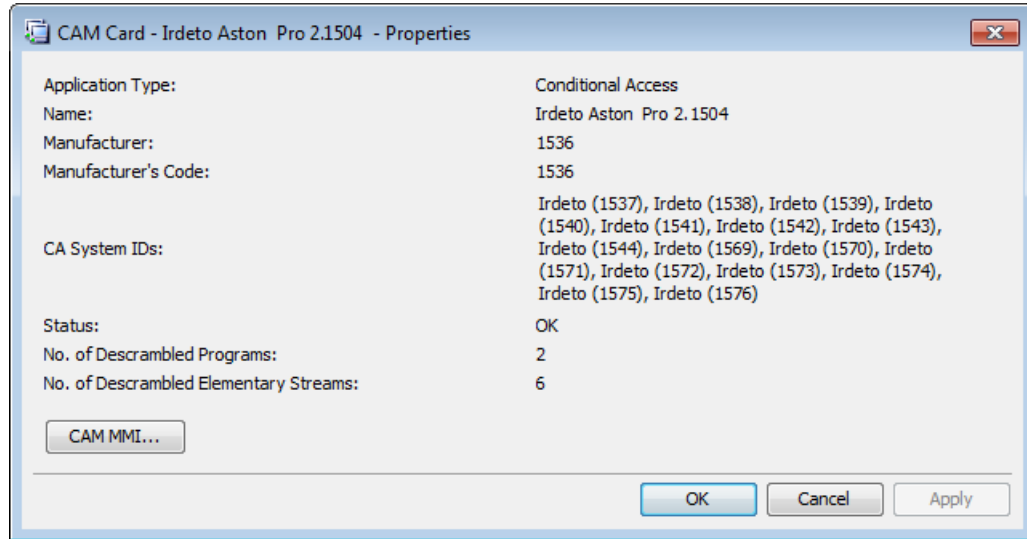 CAM Card - Irdeto Aston  Pro 2.1504  - Properties
Application Type: Conditional Access
Name: Irdeto Aston  Pro 2.1504
Manufacturer: 1536
Manufacturer's Code: 1536
CA System IDs: Irdeto (1537), Irdeto (1538), Irdeto (1539), Irdeto
(1540), Irdeto (1541), Irdeto (1542), Irdeto (1543),
Irdeto (1544), Irdeto (1569), Irdeto (1570), Irdeto
(1571), Irdeto (1572), Irdeto (1573), Irdeto (1574),
Irdeto (1575), Irdeto (1576)
Status: OK
No. of Descrambled Programs: 2
No. of Descrambled Elementary Streams: 6
CAM MMI...
OK Cancel Apply